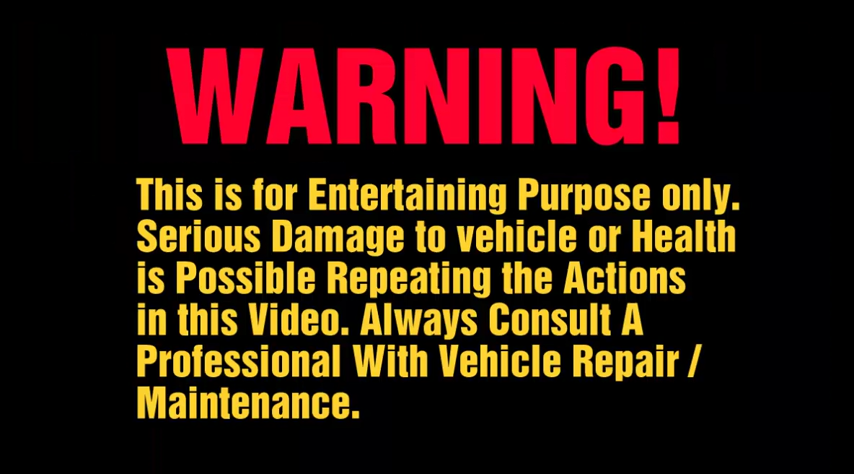 WARNING!
This is for Entertaining Purpose only.
Serious Damage to vehicle or Health
is Possible Repeating the Actions
in this Video. Always Consult A
Professional With Vehicle Repair /
Maintenance.